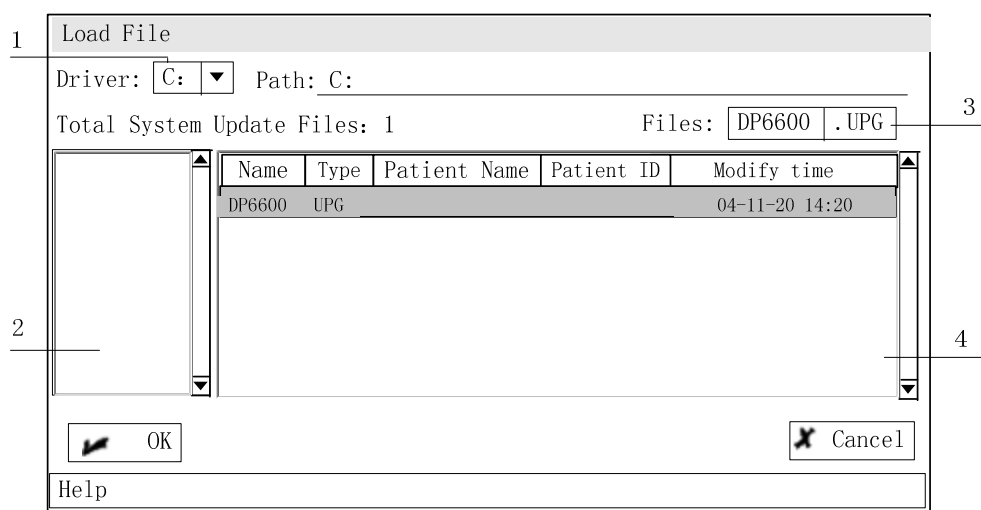 Load File
1
Driver: C: Path: C:
Total System Update Files: 1 Files: DP6600 .UPG
3
Name Type Patient Name Patient ID Modify time
DP6600 UPG 04-11-20 14:20
2
4
OK Cancel
Help